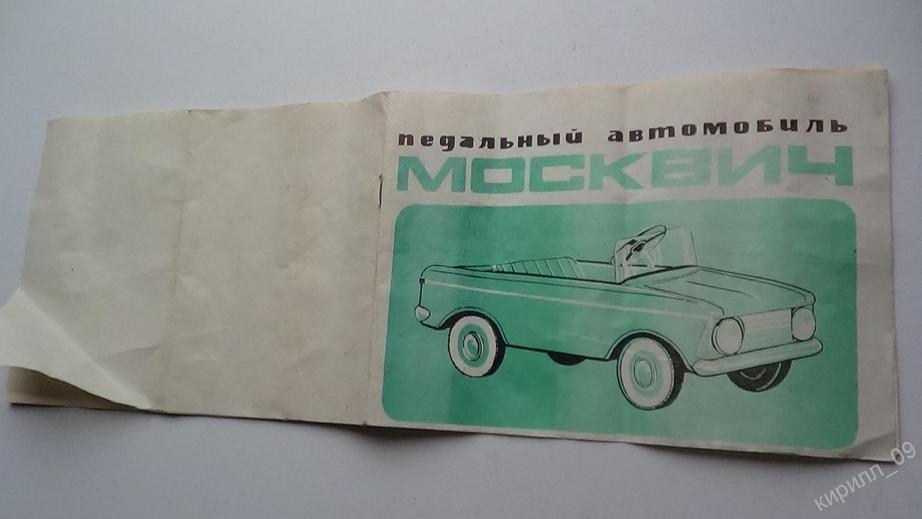 педальный автомобиль
МОСКВИЧ
кирилл_09